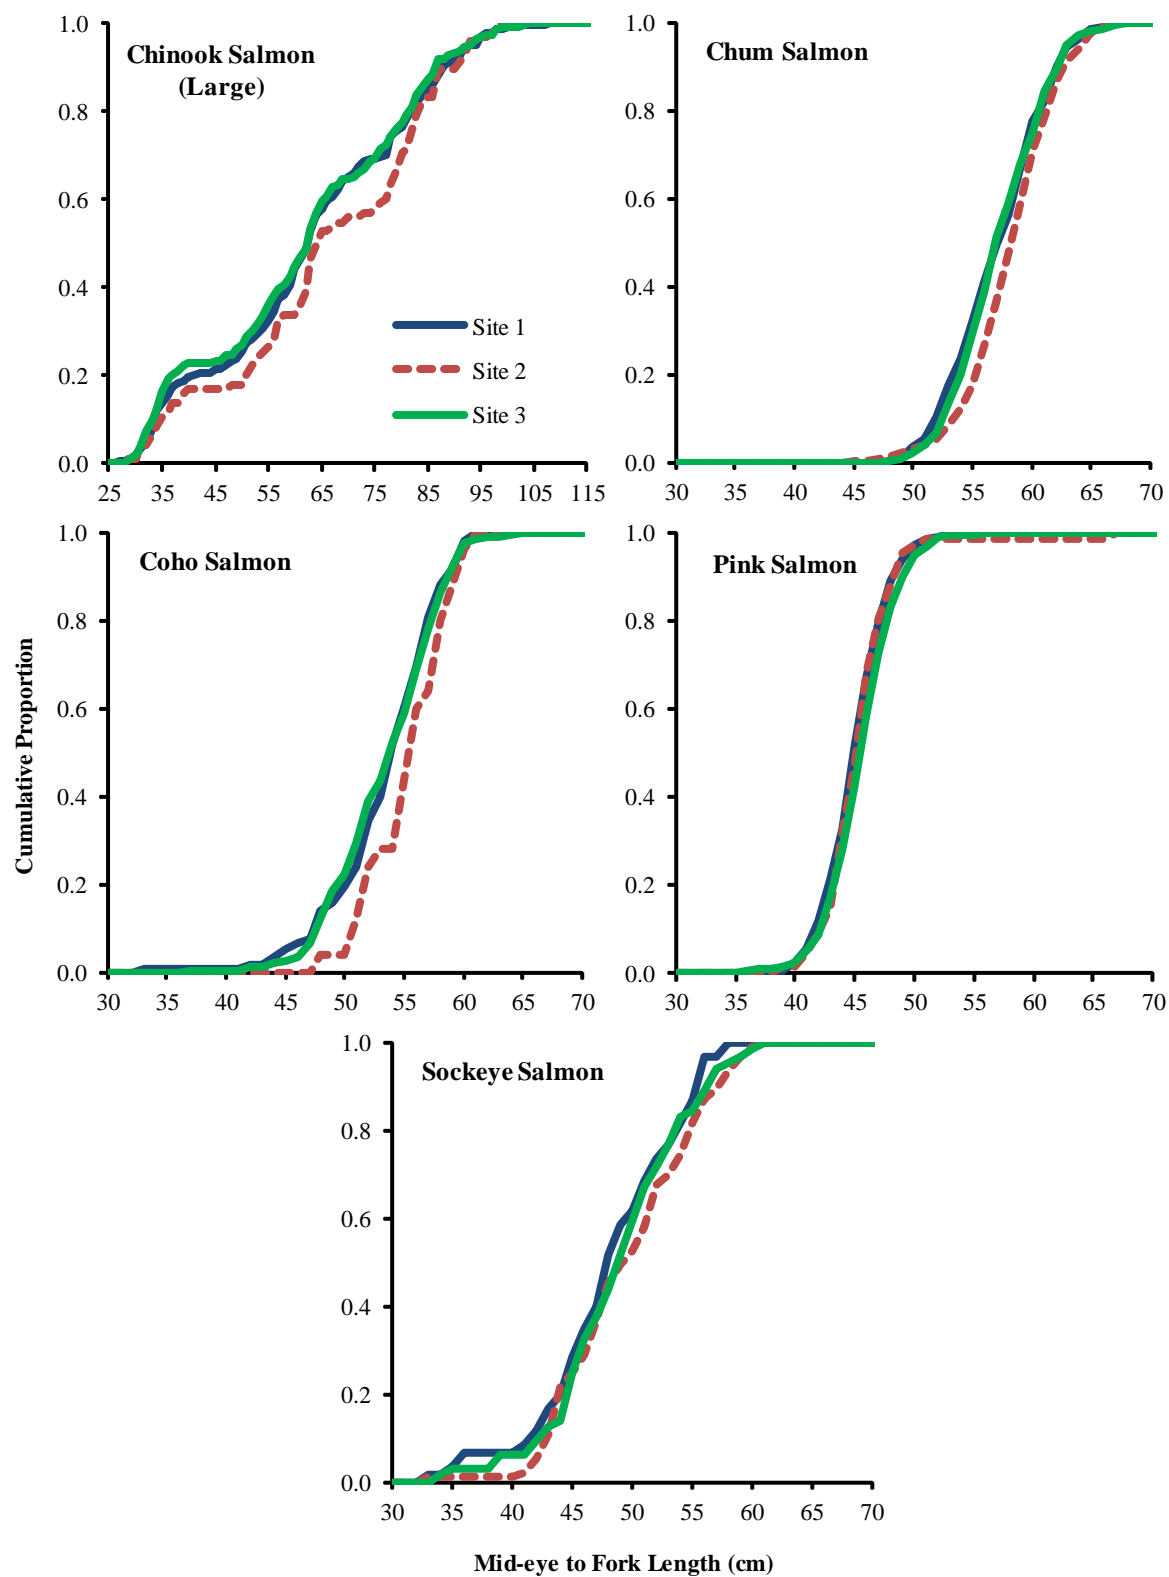 Chinook Salmon
(Large)
1.0
0.8
0.6
0.4
0.2
0.0
25 35 45 55 65 75 85 95 105 115
Site 1
Site 2
Site 3
Chum Salmon
1.0
0.8
0.6
0.4
0.2
0.0
30 35 40 45 50 55 60 65 70
Coho Salmon
1.0
0.8
0.6
0.4
0.2
0.0
30 35 40 45 50 55 60 65 70
Pink Salmon
1.0
0.8
0.6
0.4
0.2
0.0
30 35 40 45 50 55 60 65 70
Cumulative Proportion
Sockeye Salmon
1.0
0.8
0.6
0.4
0.2
0.0
30 35 40 45 50 55 60 65 70
Mid-eye to Fork Length (cm)